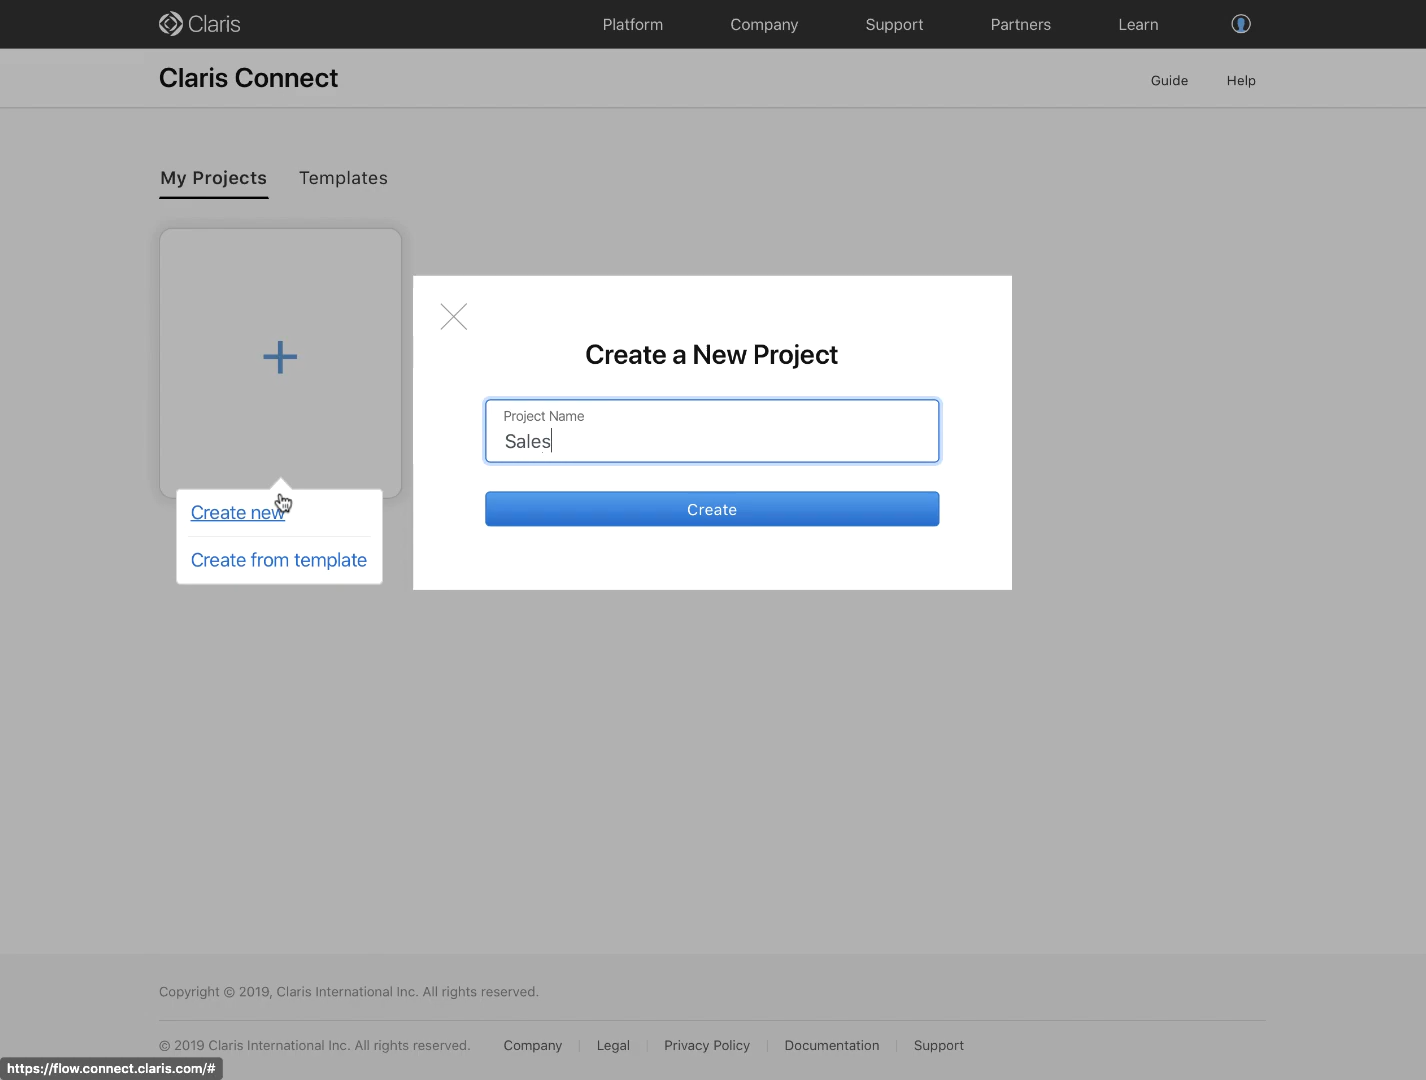 Claris
Platform
Company
Support
Partners
Learn
Claris Connect
Guide
Help
My Projects
Templates
Create a New Project
Project Name
Sales
Create
Create new
Create from template
Copyright © 2019, Claris International Inc. All rights reserved.
© 2019 Claris International Inc. All rights reserved.
Company
Legal
Privacy Policy
Documentation
Support
https://flow.connect.claris.com/#